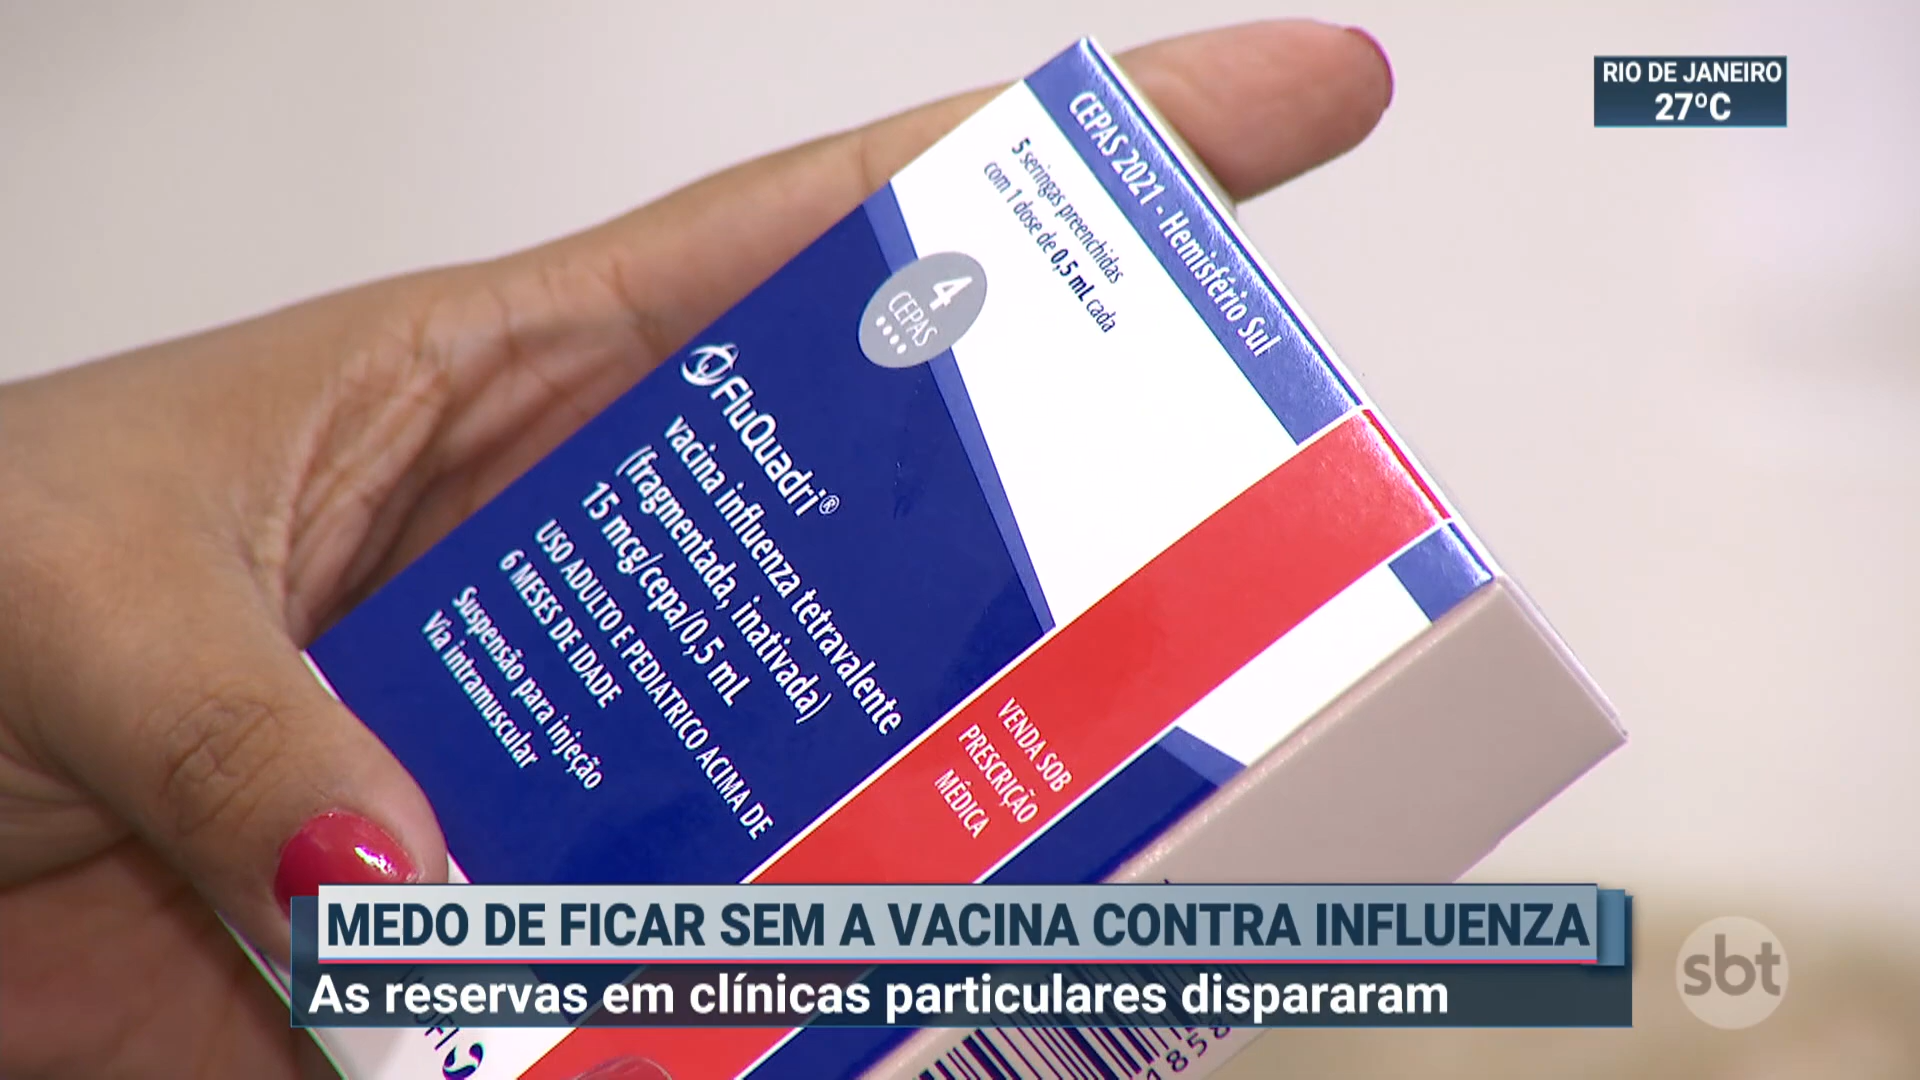 RIO DE JANEIRO
27ºC
CEPAS 2021 - Hemisfério Sul
5 seringas preenchidas
com 1 dose de 0,5 mL cada
4
CEPAS
FluQuadri®
vacina influenza tetravalente
(fragmentada, inativada)
15 mcg/cepa/0,5 mL
USO ADULTO E PEDIÁTRICO ACIMA DE
6 MESES DE IDADE
Suspensão para injeção
Via intramuscular
VENDA SOB
PRESCRIÇÃO
MÉDICA
MEDO DE FICAR SEM A VACINA CONTRA INFLUENZA
As reservas em clínicas particulares dispararam
sbt